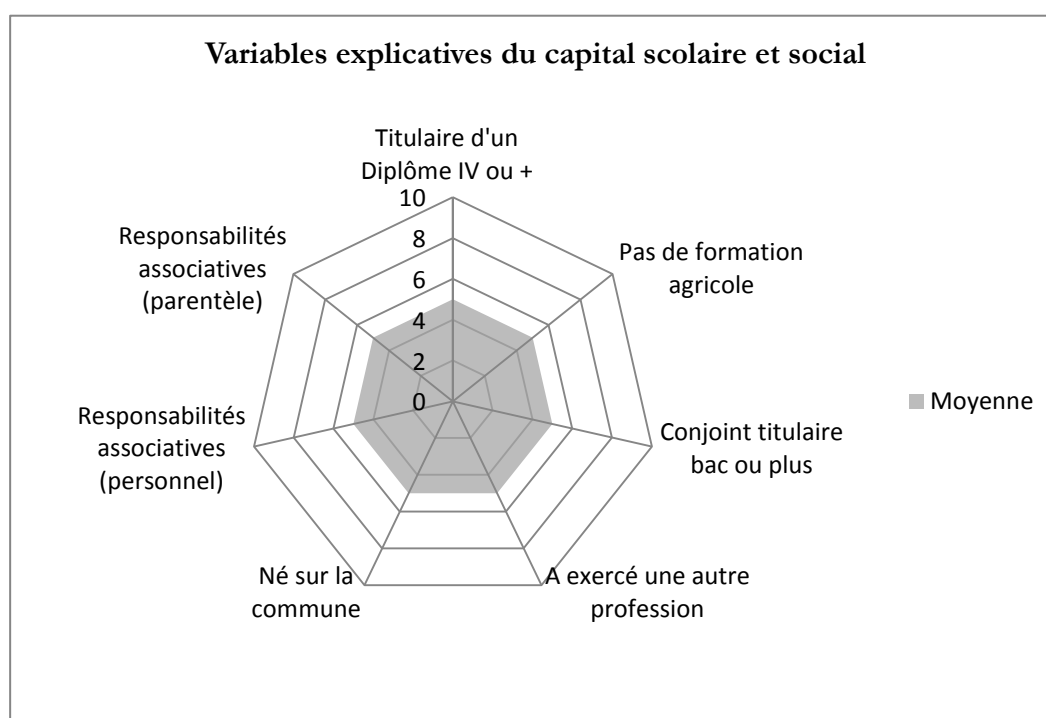 Variables explicatives du capital scolaire et social
Titulaire d'un
Diplôme IV ou +
Pas de formation
agricole
Conjoint titulaire
bac ou plus
A exercé une autre
profession
Né sur la
commune
Responsabilités
associatives
(personnel)
Responsabilités
associatives
(parentèle)
10
8
6
4
2
0
Moyenne